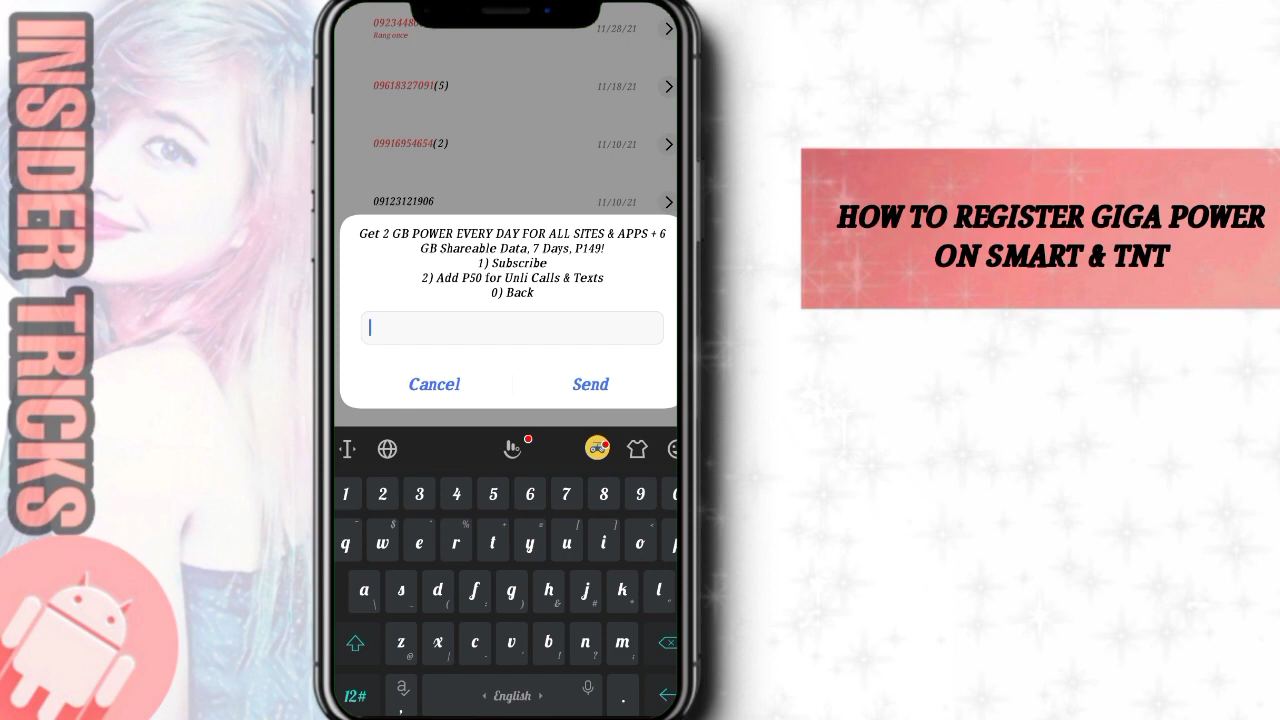 INSIDER TRICKS
0923448
Rang once
11/28/21
09618327091(5)
11/18/21
09916954654(2)
11/10/21
09123121906
11/10/21
Get 2 GB POWER EVERY DAY FOR ALL SITES & APPS + 6
GB Shareable Data, 7 Days, P149!
1) Subscribe
2) Add P50 for Unli Calls & Texts
0) Back
Cancel
Send
1 2 3 4 5 6 7 8 9
q w e r t y u i o
a s d f g h j k l
z x c v b n m
12# , English .
HOW TO REGISTER GIGA POWER
ON SMART & TNT